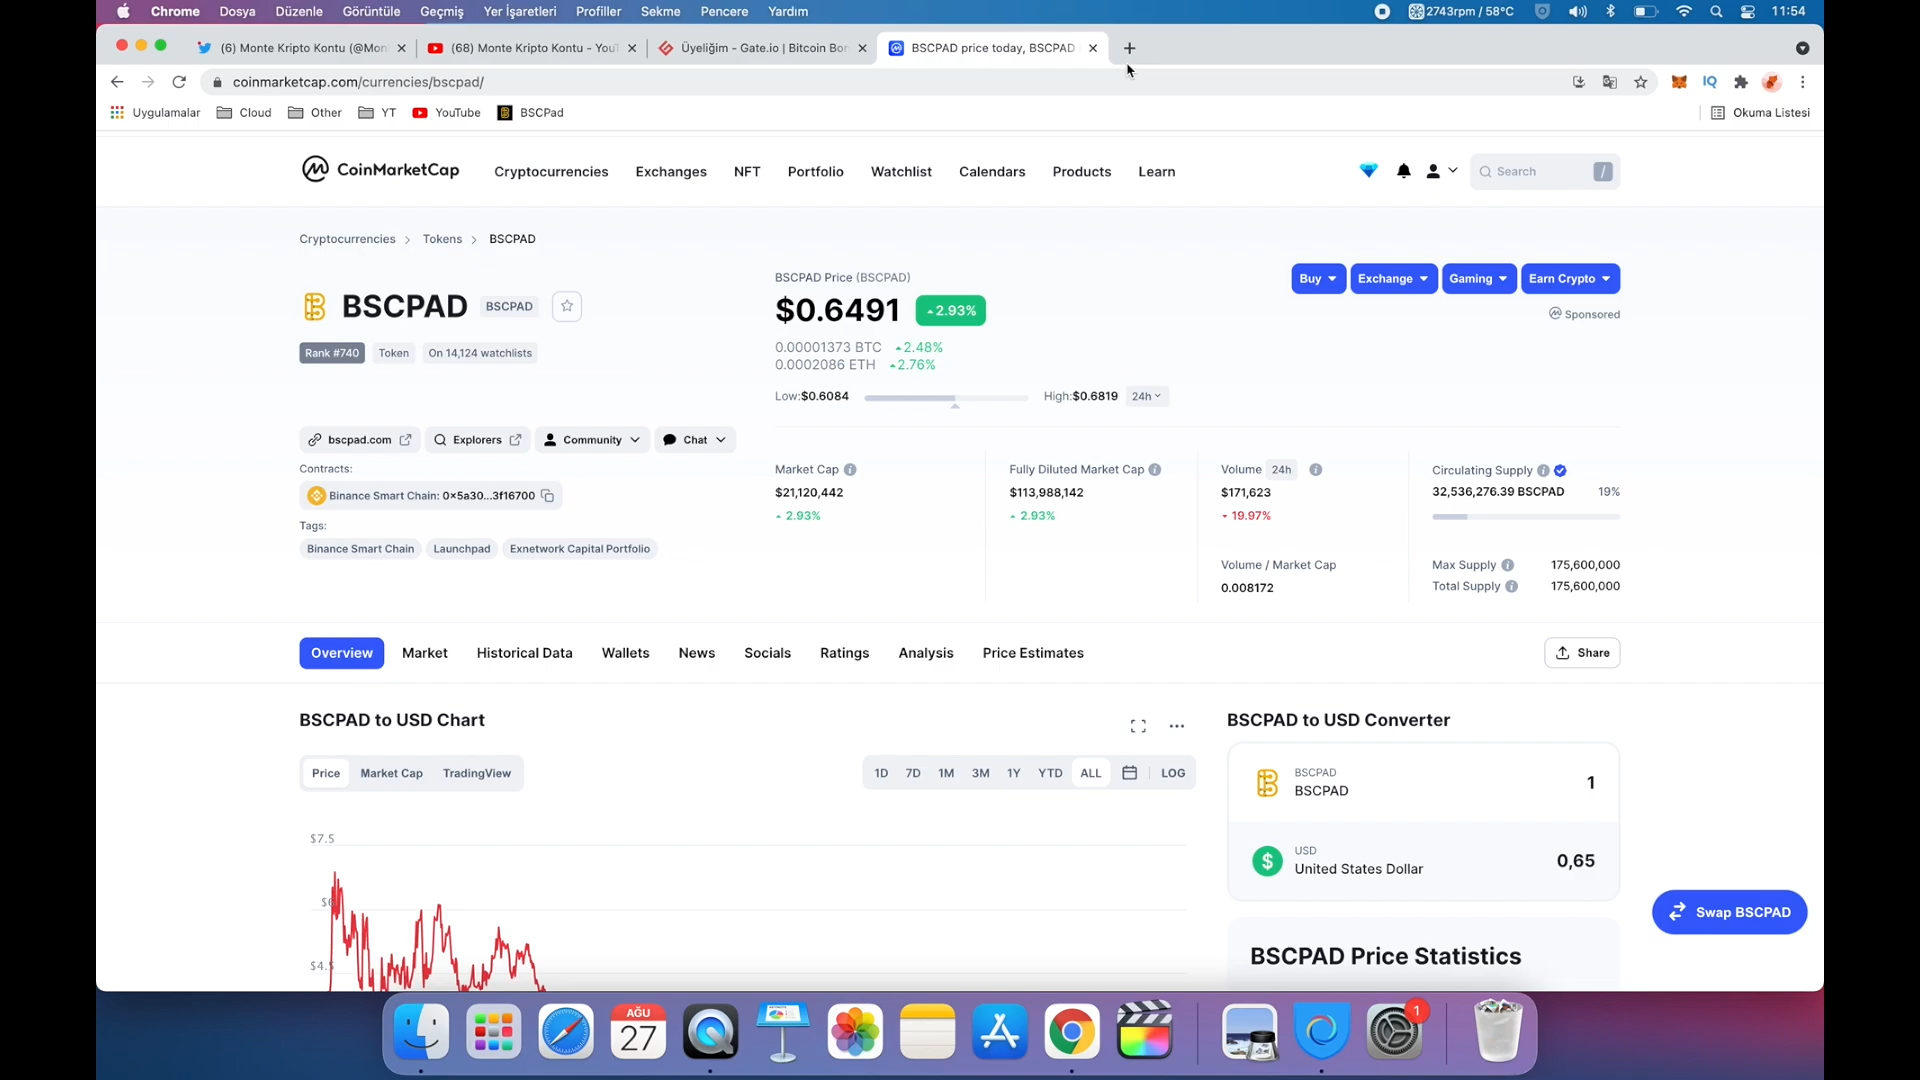 Chrome Dosya Düzenle Görüntüle Geçmiş Yer İşaretleri Profiller Sekme Pencere Yardım 2743rpm / 58°C 11:54
(6) Monte Kripto Kontu (@Mon (68) Monte Kripto Kontu - YouT Üyeliğim - Gate.io | Bitcoin Bor BSCPAD price today, BSCPAD
coinmarketcap.com/currencies/bscpad/
Uygulamalar Cloud Other YT YouTube BSCPad Okuma Listesi
CoinMarketCap Cryptocurrencies Exchanges NFT Portfolio Watchlist Calendars Products Learn Search /
Cryptocurrencies > Tokens > BSCPAD
BSCPAD BSCPAD
Rank #740 Token On 14,124 watchlists
BSCPAD Price (BSCPAD)
$0.6491 2.93%
0.00001373 BTC 2.48%
0.0002086 ETH 2.76%
Low:$0.6084 High:$0.6819 24h
Buy Exchange Gaming Earn Crypto
Sponsored
bscpad.com Explorers Community Chat
Contracts:
Binance Smart Chain: 0x5a30...3f16700
Tags:
Binance Smart Chain Launchpad Exnetwork Capital Portfolio
Market Cap
$21,120,442
2.93%
Fully Diluted Market Cap
$113,988,142
2.93%
Volume 24h
$171,623
19.97%
Volume / Market Cap
0.008172
Circulating Supply
32,536,276.39 BSCPAD 19%
Max Supply 175,600,000
Total Supply 175,600,000
Overview Market Historical Data Wallets News Socials Ratings Analysis Price Estimates Share
BSCPAD to USD Chart
Price Market Cap TradingView 1D 7D 1M 3M 1Y YTD ALL LOG
$7.5
$6
$4.5
BSCPAD to USD Converter
BSCPAD
BSCPAD 1
USD
United States Dollar 0,65
Swap BSCPAD
BSCPAD Price Statistics
AĞU
27
1